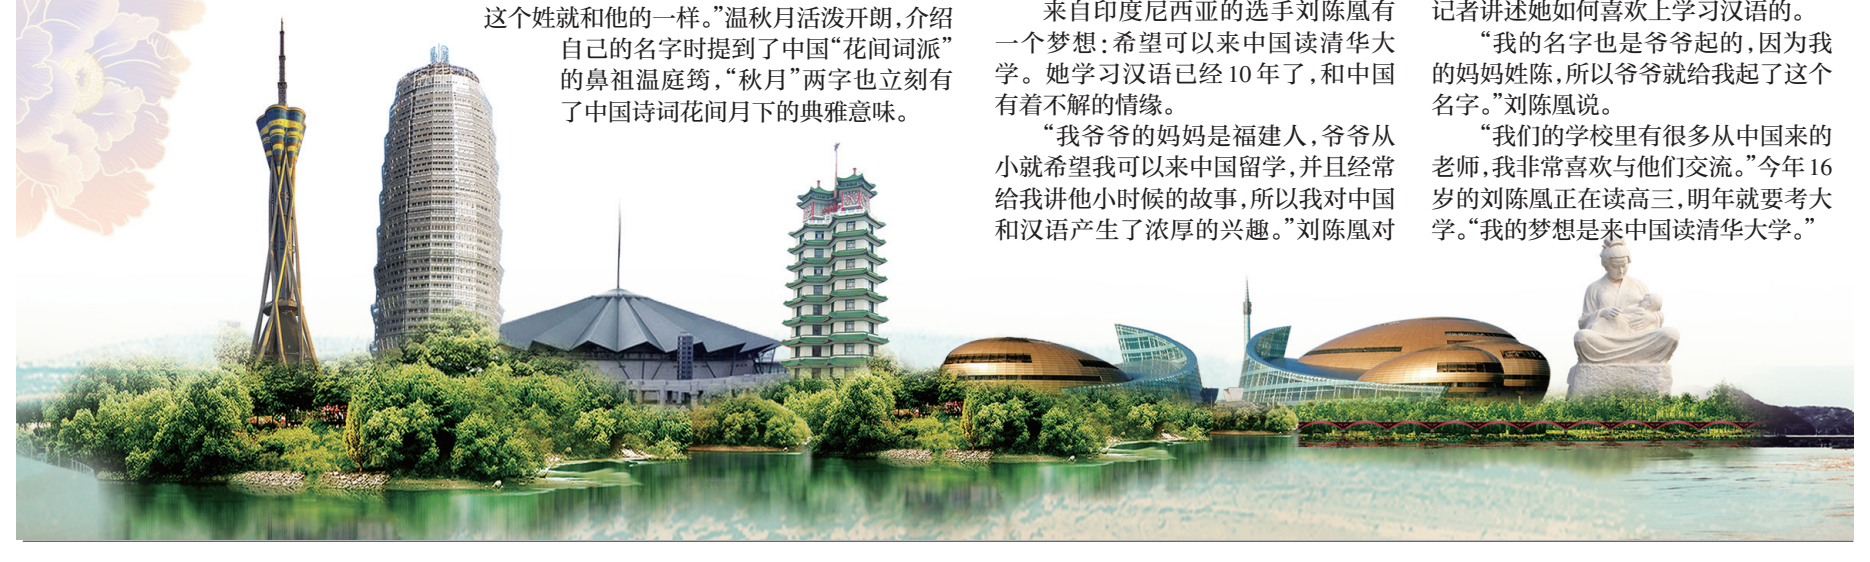 这个姓就和他的一样。”温秋月活泼开朗,介绍
自己的名字时提到了中国“花间词派”
的鼻祖温庭筠,“秋月”两字也立刻有
了中国诗词花间月下的典雅意味。
来自印度尼西亚的选手刘陈凰有
一个梦想:希望可以来中国读清华大
学。她学习汉语已经10年了,和中国
有着不解的情缘。
“我爷爷的妈妈是福建人,爷爷从
小就希望我可以来中国留学,并且经常
给我讲他小时候的故事,所以我对中国
和汉语产生了浓厚的兴趣。”刘陈凰对
记者讲述她如何喜欢上学习汉语的。
“我的名字也是爷爷起的,因为我
的妈妈姓陈,所以爷爷就给我起了这个
名字。”刘陈凰说。
“我们的学校里有很多从中国来的
老师,我非常喜欢与他们交流。”今年16
岁的刘陈凰正在读高三,明年就要考大
学。“我的梦想是来中国读清华大学。”